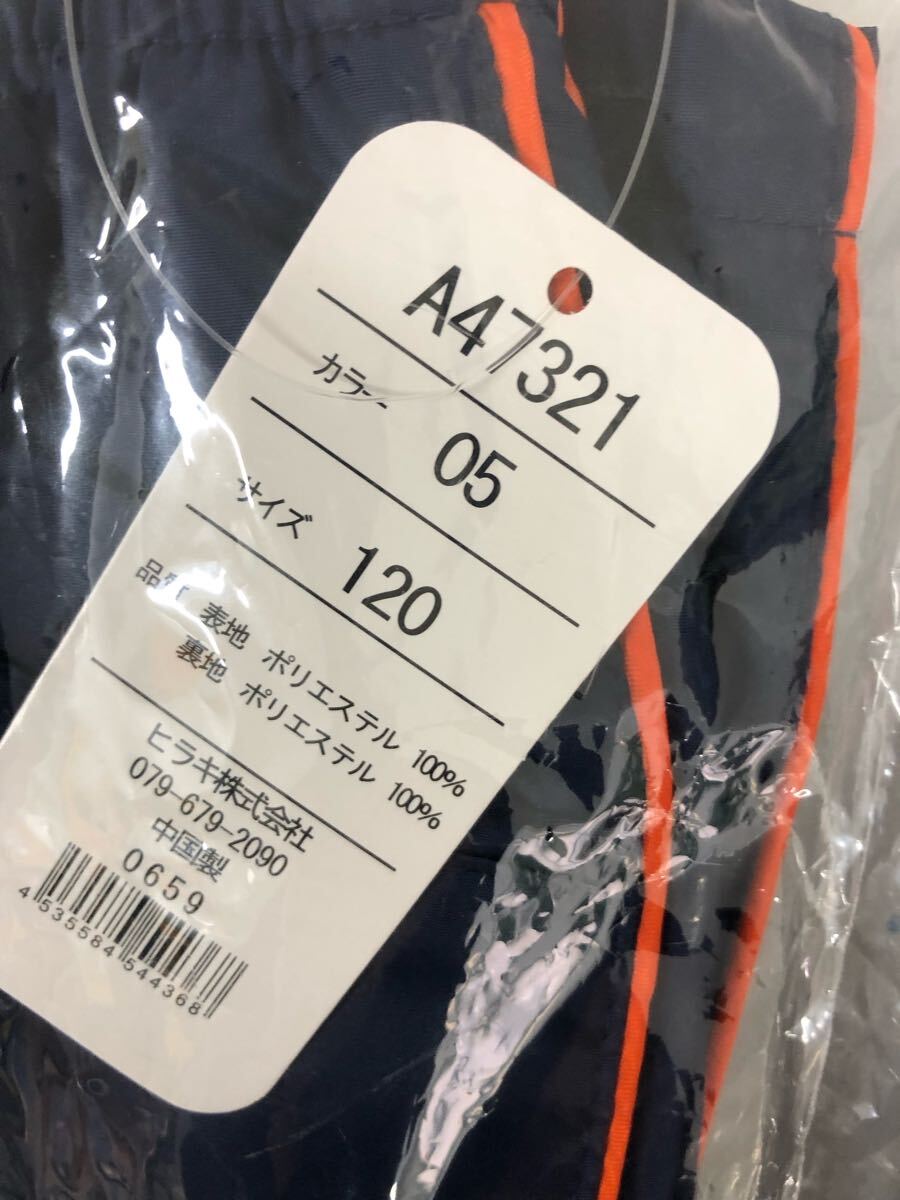 A47321
カラー 05
サイズ 120
品質 表地 ポリエステル 100%
裏地 ポリエステル 100%
ヒラキ株式会社
079-679-2090
中国製
0659
4535584544368